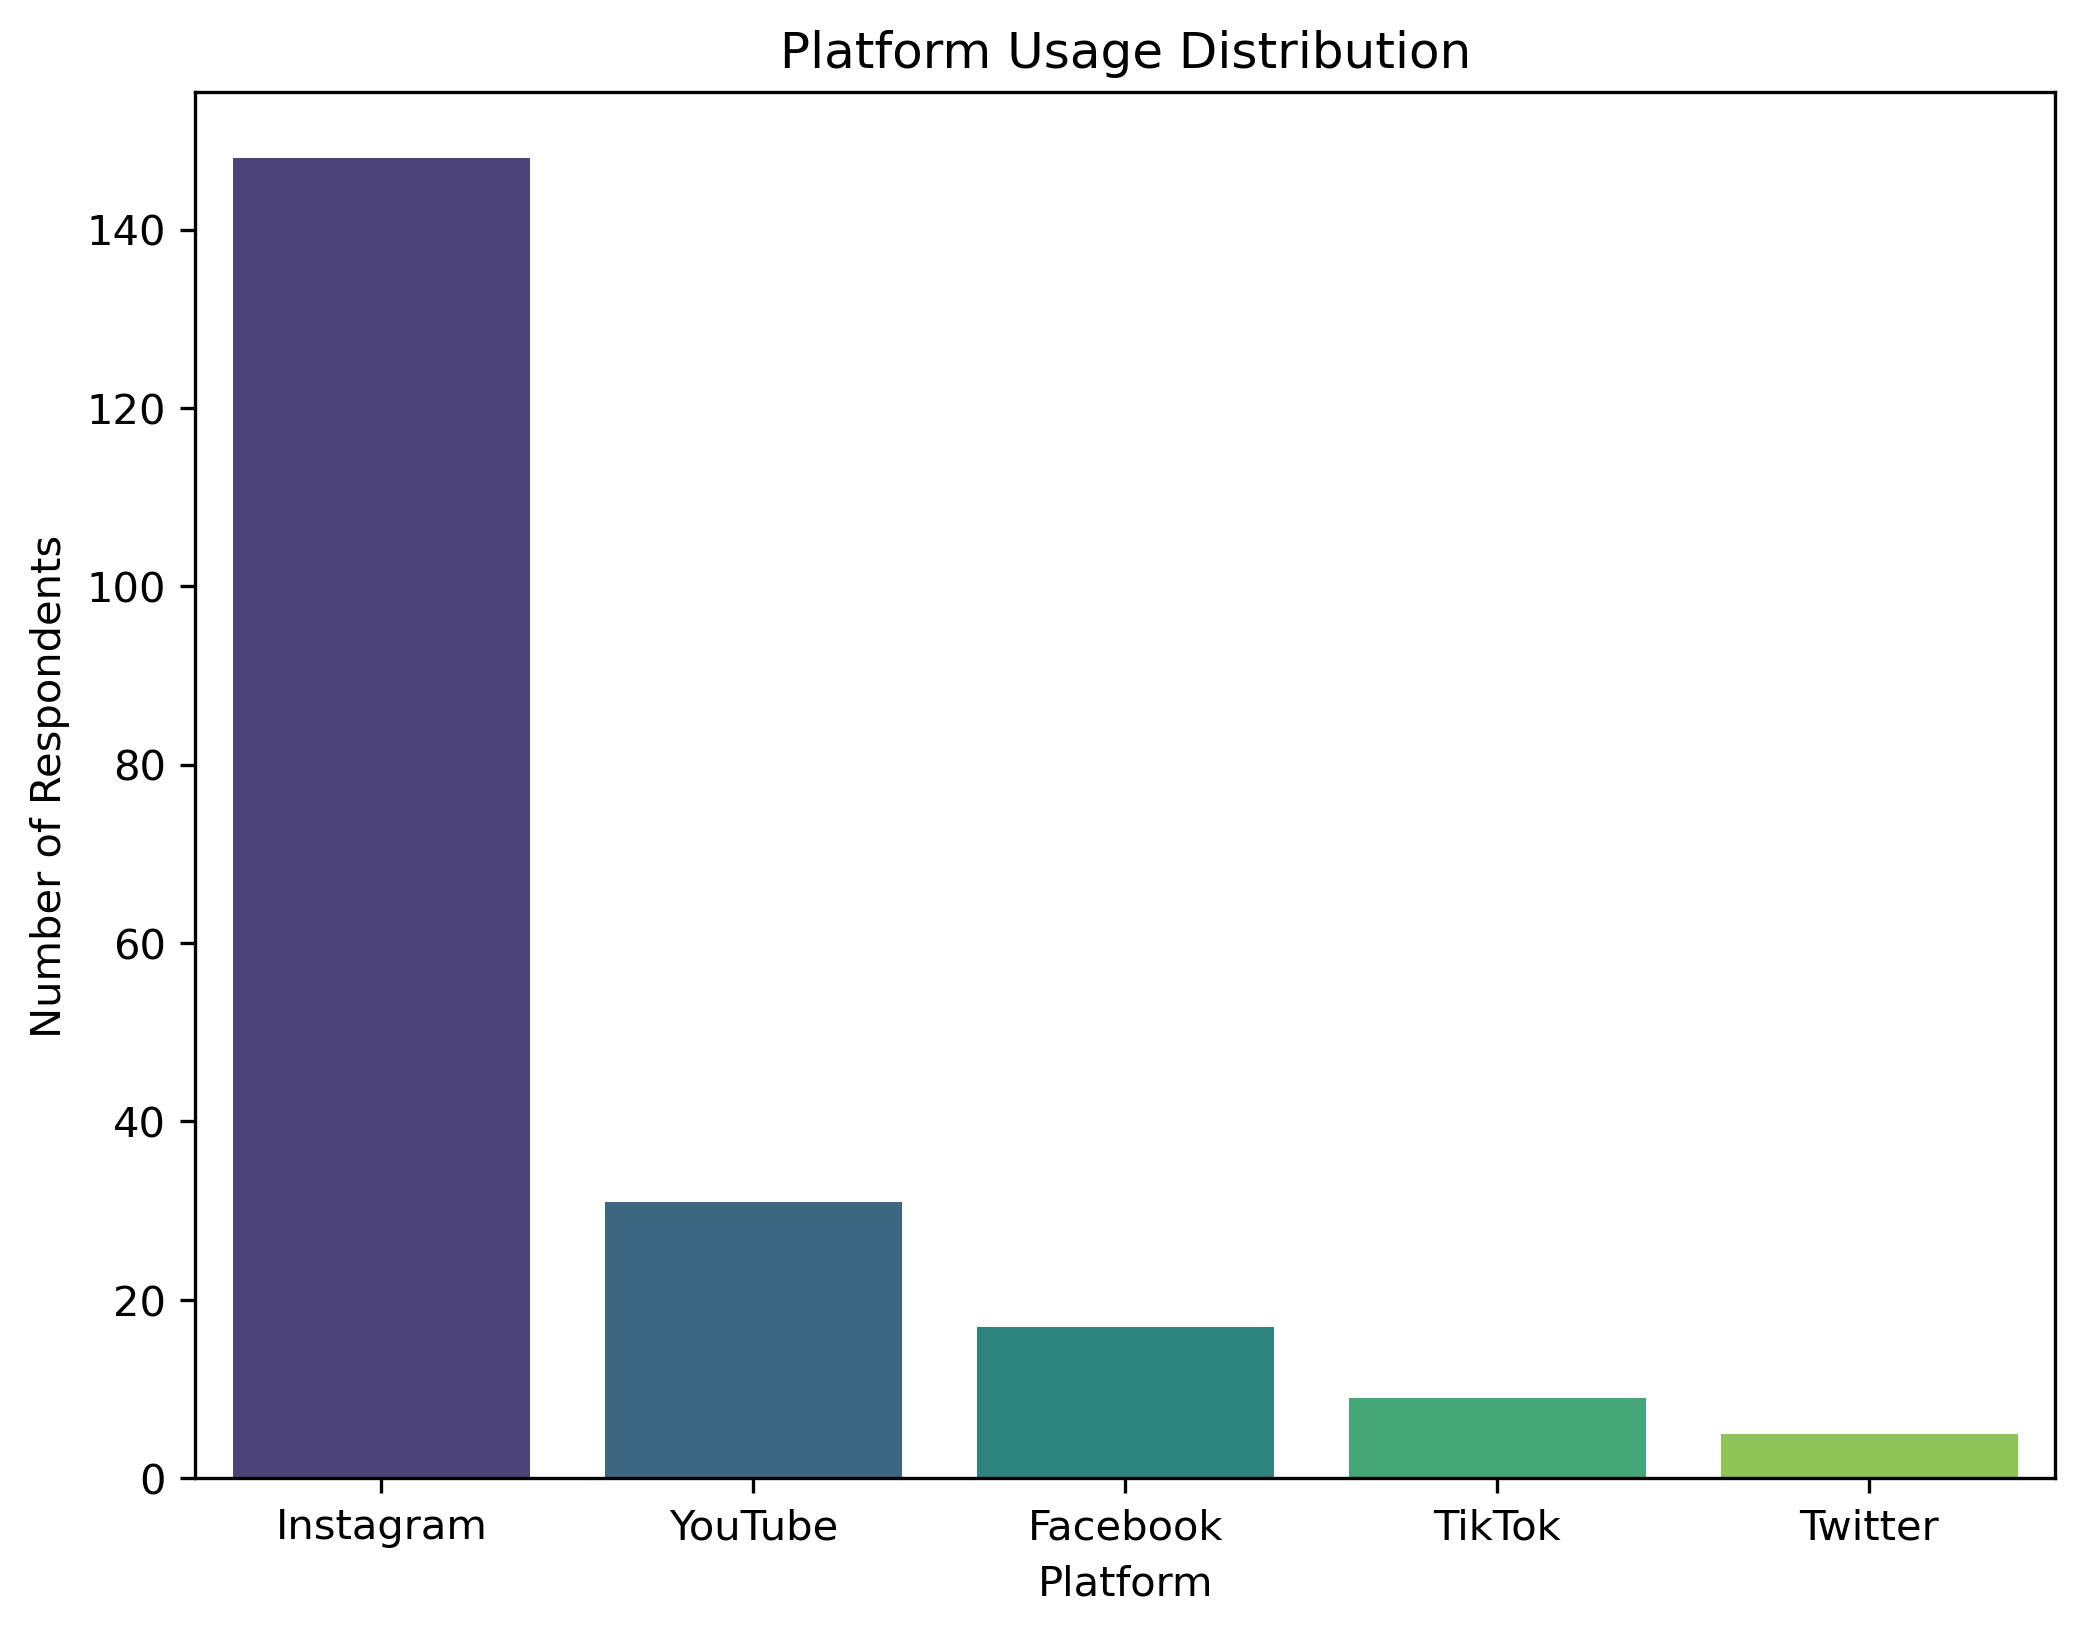 Platform Usage Distribution
140
120
100
80
60
40
20
0
Number of Respondents
Instagram YouTube Facebook TikTok Twitter
Platform